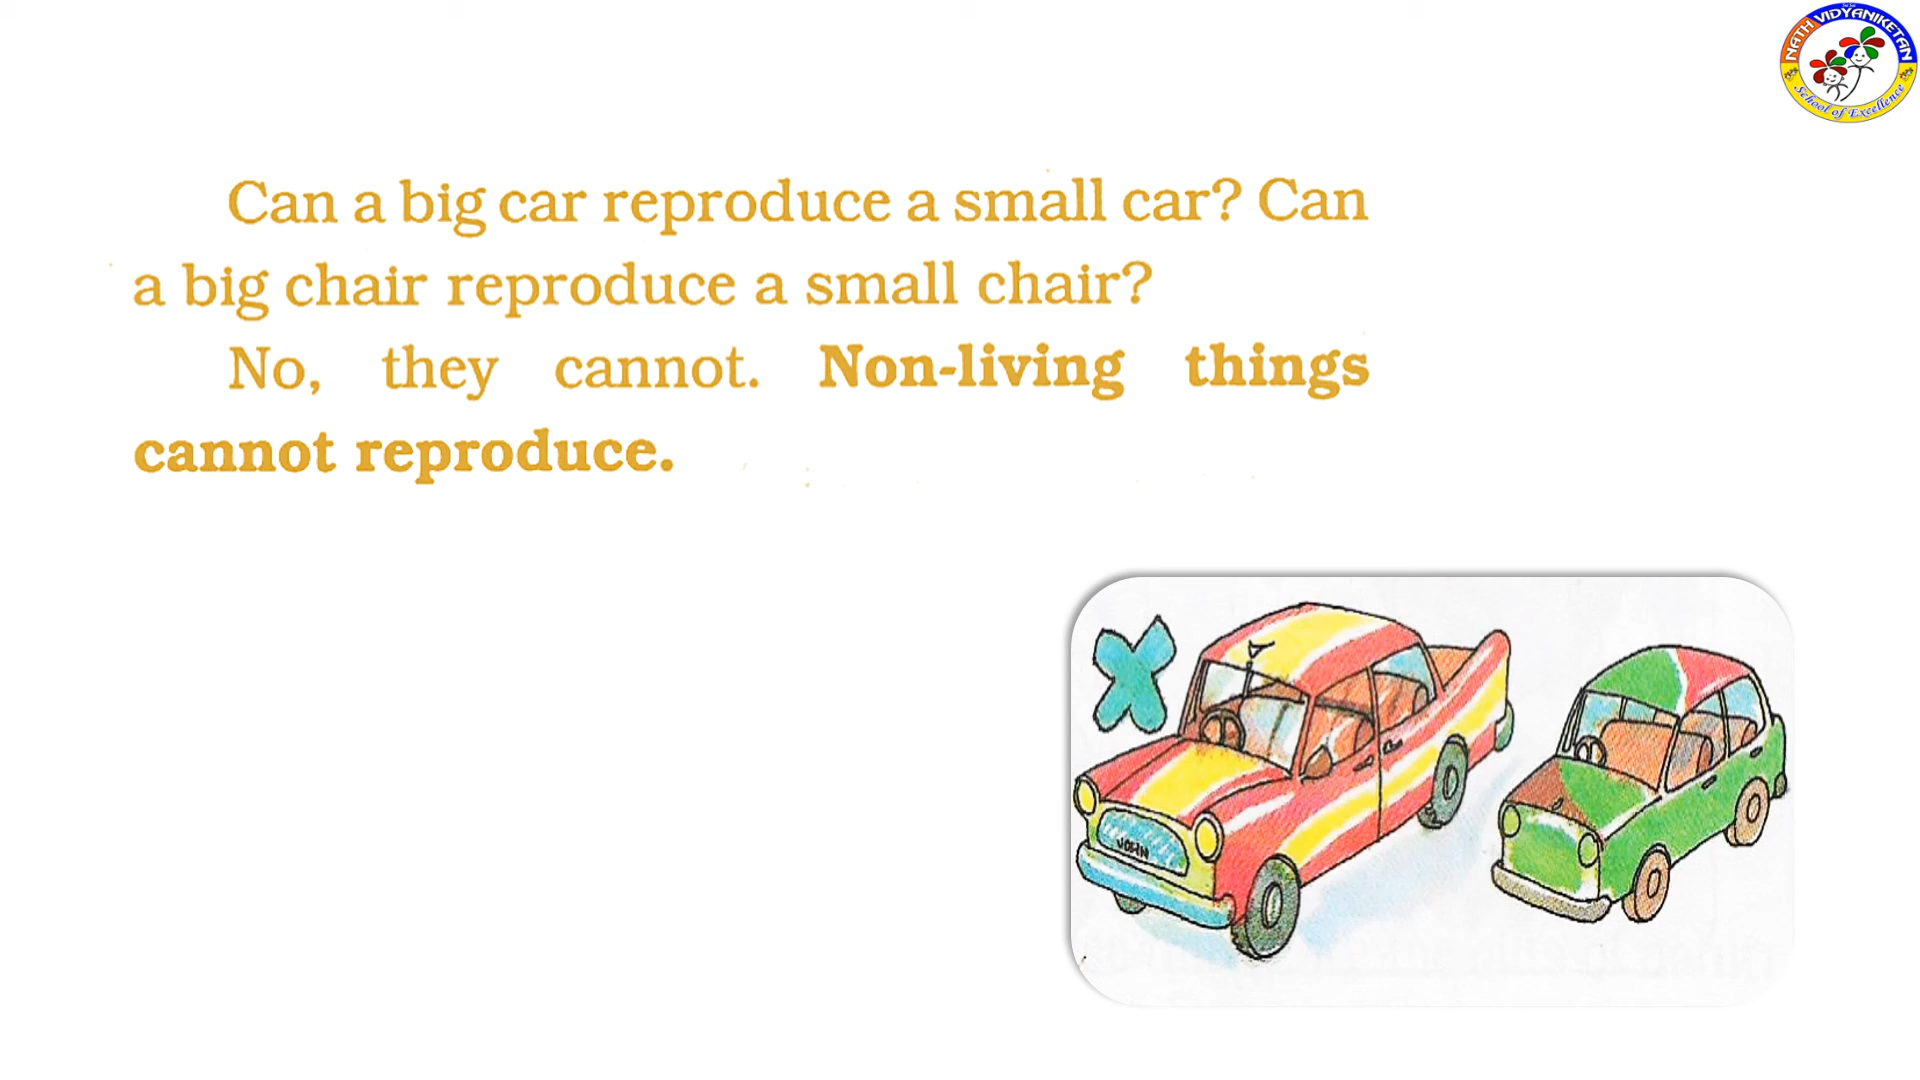 NATH VIDYANIKETAN
School of Excellence
Can a big car reproduce a small car? Can
a big chair reproduce a small chair?
No, they cannot. Non-living things
cannot reproduce.
JOHN